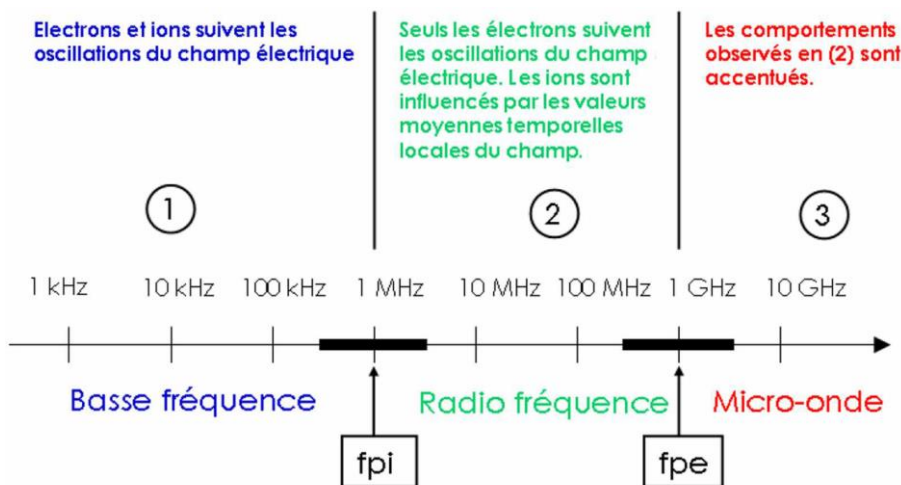 Electrons et ions suivent les
oscillations du champ électrique
Seuls les électrons suivent
les oscillations du champ
électrique. Les ions sont
influencés par les valeurs
moyennes temporelles
locales du champ.
Les comportements
observés en (2) sont
accentués.
1
2
3
1 kHz 10 kHz 100 kHz 1 MHz 10 MHz 100 MHz 1 GHz 10 GHz
Basse fréquence Radio fréquence Micro-onde
fpi fpe